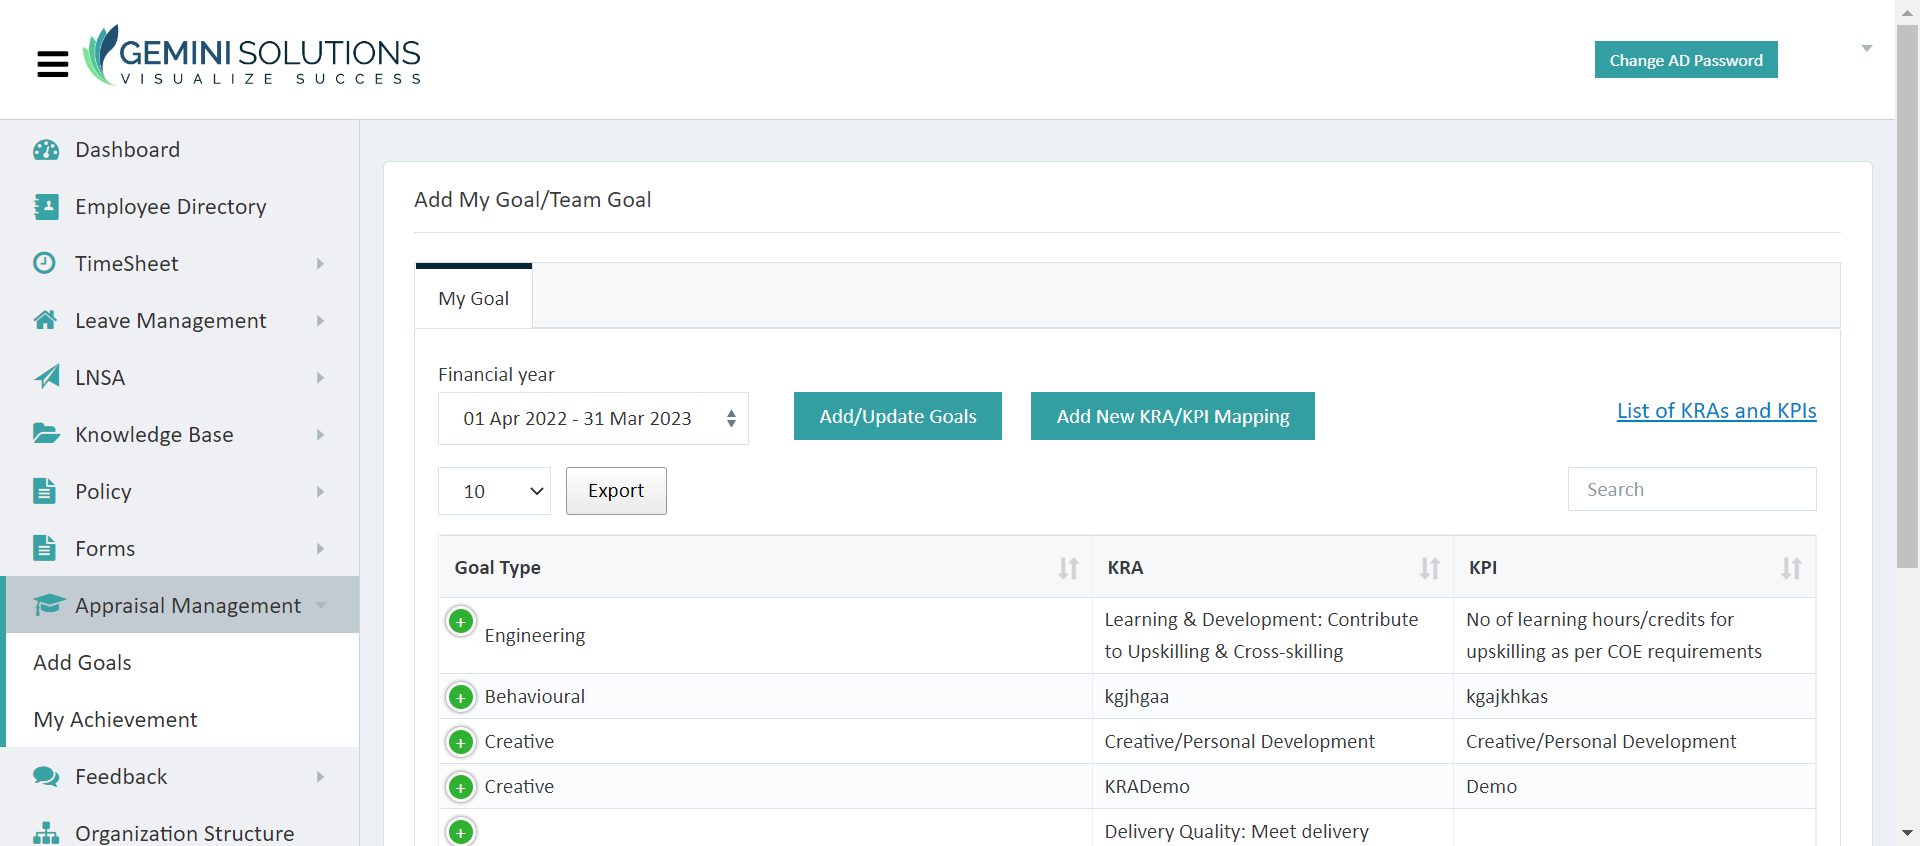 GEMINI SOLUTIONS
VISUALIZE SUCCESS
Change AD Password
Dashboard
Employee Directory
TimeSheet
Leave Management
LNSA
Knowledge Base
Policy
Forms
Appraisal Management
Add Goals
My Achievement
Feedback
Organization Structure
Add My Goal/Team Goal
My Goal
Financial year
01 Apr 2022 - 31 Mar 2023
Add/Update Goals
Add New KRA/KPI Mapping
List of KRAs and KPIs
10
Export
Search
Goal Type
KRA
KPI
Engineering
Learning & Development: Contribute
to Upskilling & Cross-skilling
No of learning hours/credits for
upskilling as per COE requirements
Behavioural
kgjhgaa
kgajkhkas
Creative
Creative/Personal Development
Creative/Personal Development
Creative
KRADemo
Demo
Delivery Quality: Meet delivery